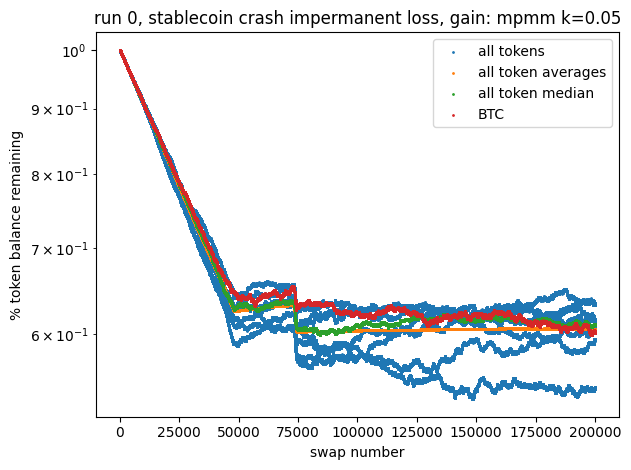 run 0, stablecoin crash impermanent loss, gain: mpmm k=0.05
all tokens
all token averages
all token median
BTC
% token balance remaining
10⁰
9 × 10⁻¹
8 × 10⁻¹
7 × 10⁻¹
6 × 10⁻¹
0 25000 50000 75000 100000 125000 150000 175000 200000
swap number